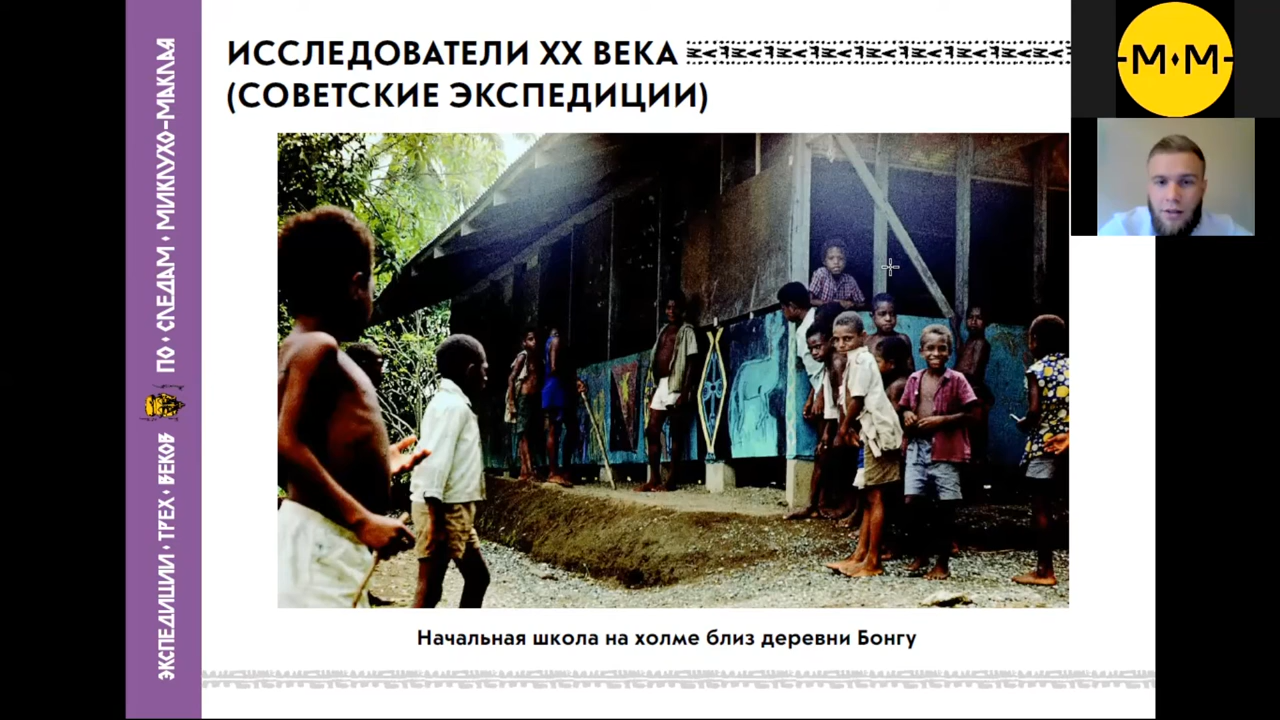 ИССЛЕДОВАТЕЛИ XX ВЕКА
(СОВЕТСКИЕ ЭКСПЕДИЦИИ)
ЭКСПЕДИЦИИ • ТРЕХ • ВЕКОВ
ПО • СЛЕДАМ • МИКЛУХО-МАКЛАЯ
Начальная школа на холме близ деревни Бонгу
-М•М-